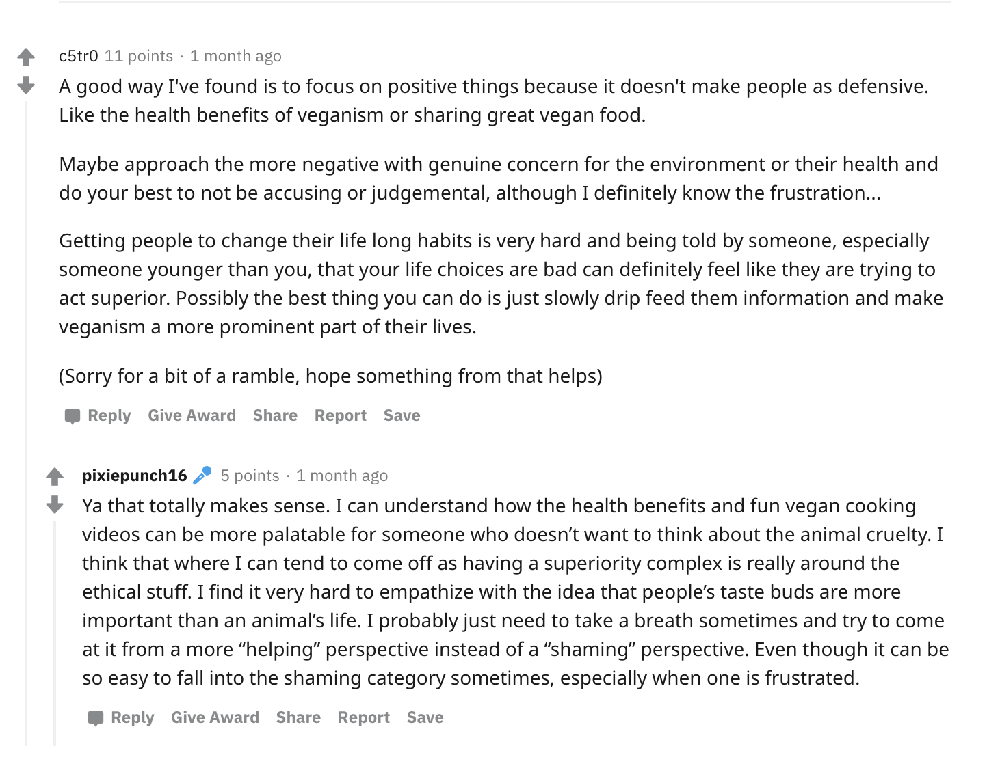 c5tr0 11 points · 1 month ago
A good way I've found is to focus on positive things because it doesn't make people as defensive.
Like the health benefits of veganism or sharing great vegan food.
Maybe approach the more negative with genuine concern for the environment or their health and
do your best to not be accusing or judgemental, although I definitely know the frustration...
Getting people to change their life long habits is very hard and being told by someone, especially
someone younger than you, that your life choices are bad can definitely feel like they are trying to
act superior. Possibly the best thing you can do is just slowly drip feed them information and make
veganism a more prominent part of their lives.
(Sorry for a bit of a ramble, hope something from that helps)
Reply Give Award Share Report Save
pixiepunch16 5 points · 1 month ago
Ya that totally makes sense. I can understand how the health benefits and fun vegan cooking
videos can be more palatable for someone who doesn’t want to think about the animal cruelty. I
think that where I can tend to come off as having a superiority complex is really around the
ethical stuff. I find it very hard to empathize with the idea that people’s taste buds are more
important than an animal’s life. I probably just need to take a breath sometimes and try to come
at it from a more “helping” perspective instead of a “shaming” perspective. Even though it can be
so easy to fall into the shaming category sometimes, especially when one is frustrated.
Reply Give Award Share Report Save